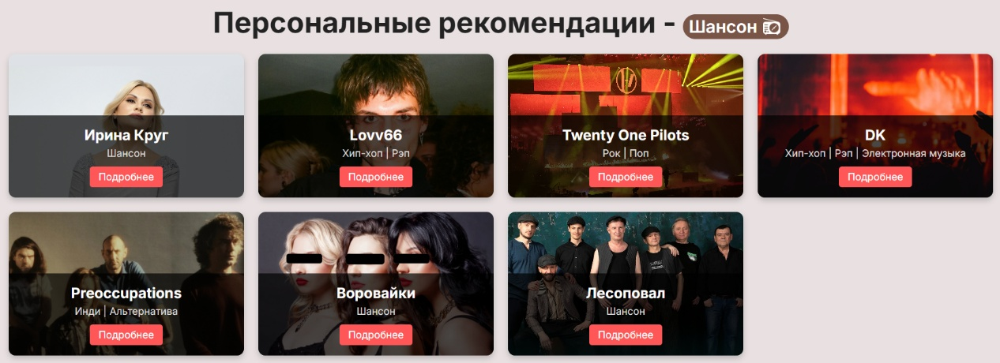 Персональные рекомендации - Шансон
Ирина Круг
Шансон
Подробнее
Lovv66
Хип-хоп | Рэп
Подробнее
Twenty One Pilots
Рок | Поп
Подробнее
DK
Хип-хоп | Рэп | Электронная музыка
Подробнее
Preoccupations
Инди | Альтернатива
Подробнее
Воровайки
Шансон
Подробнее
Лесоповал
Шансон
Подробнее